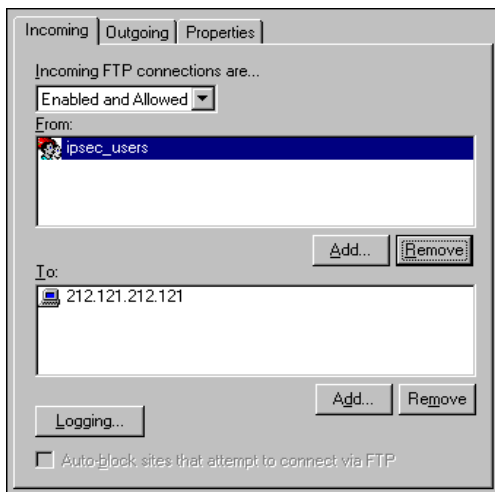 Incoming Outgoing Properties
Incoming FTP connections are...
Enabled and Allowed
From:
ipsec_users
Add... Remove
To:
212.121.212.121
Add... Remove
Logging...
Auto-block sites that attempt to connect via FTP